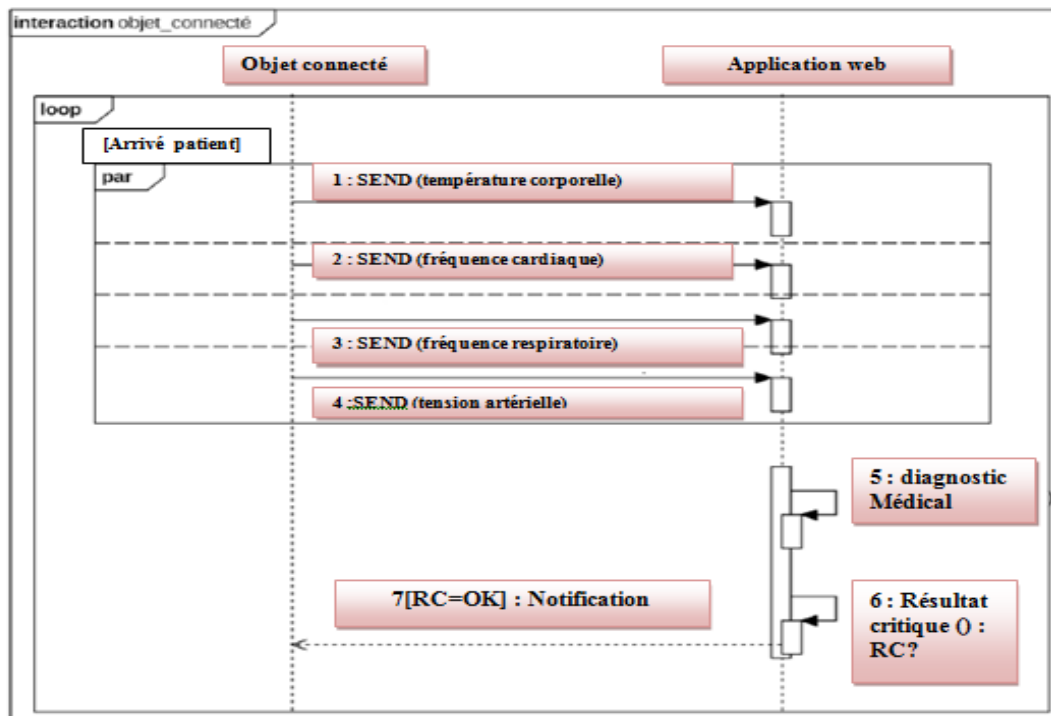 interaction objet_connecté
Objet connecté
Application web
loop
[Arrivé patient]
par
1 : SEND (température corporelle)
2 : SEND (fréquence cardiaque)
3 : SEND (fréquence respiratoire)
4 :SEND (tension artérielle)
5 : diagnostic
Médical
7[RC=OK] : Notification
6 : Résultat
critique () :
RC?